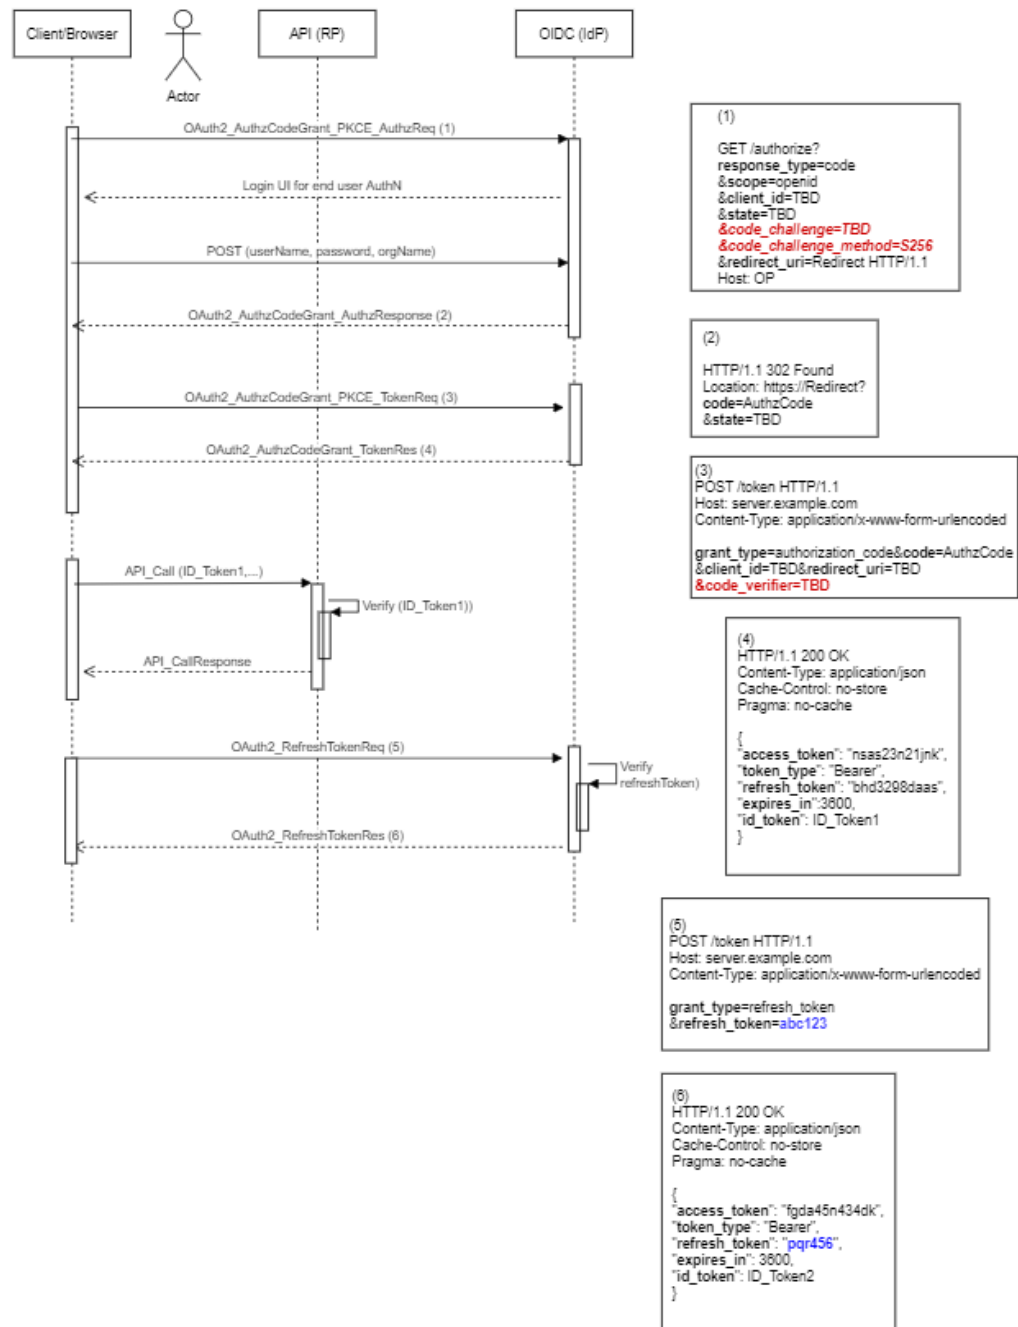 Client/Browser
Actor
API (RP)
OIDC (IdP)
OAuth2_AuthzCodeGrant_PKCE_AuthzReq (1)
Login UI for end user AuthN
POST (userName, password, orgName)
OAuth2_AuthzCodeGrant_AuthzResponse (2)
OAuth2_AuthzCodeGrant_PKCE_TokenReq (3)
OAuth2_AuthzCodeGrant_TokenRes (4)
API_Call (ID_Token1,...)
Verify (ID_Token1))
API_CallResponse
OAuth2_RefreshTokenReq (5)
Verify
refreshToken)
OAuth2_RefreshTokenRes (6)
(1)
GET /authorize?
response_type=code
&scope=openid
&client_id=TBD
&state=TBD
&code_challenge=TBD
&code_challenge_method=S256
&redirect_uri=Redirect HTTP/1.1
Host: OP
(2)
HTTP/1.1 302 Found
Location: https://Redirect?
code=AuthzCode
&state=TBD
(3)
POST /token HTTP/1.1
Host: server.example.com
Content-Type: application/x-www-form-urlencoded
grant_type=authorization_code&code=AuthzCode
&client_id=TBD&redirect_uri=TBD
&code_verifier=TBD
(4)
HTTP/1.1 200 OK
Content-Type: application/json
Cache-Control: no-store
Pragma: no-cache
{
"access_token": "nsas23n21jnk",
"token_type": "Bearer",
"refresh_token": "bhd3298daas",
"expires_in":3600,
"id_token": ID_Token1
}
(5)
POST /token HTTP/1.1
Host: server.example.com
Content-Type: application/x-www-form-urlencoded
grant_type=refresh_token
&refresh_token=abc123
(6)
HTTP/1.1 200 OK
Content-Type: application/json
Cache-Control: no-store
Pragma: no-cache
{
"access_token": "fgda45n434dk",
"token_type": "Bearer",
"refresh_token": "pqr456",
"expires_in": 3600,
"id_token": ID_Token2
}